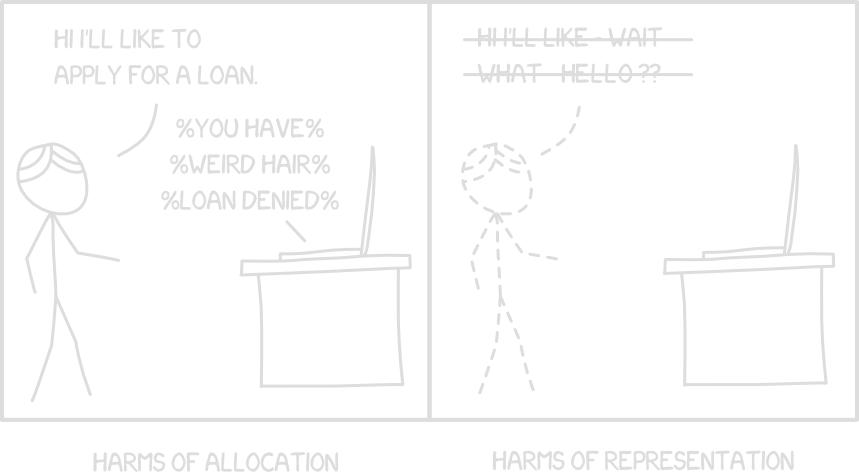 HI I'LL LIKE TO
APPLY FOR A LOAN.
%YOU HAVE%
%WEIRD HAIR%
%LOAN DENIED%
HARMS OF ALLOCATION
HI I'LL LIKE - WAIT
WHAT HELLO ??
HARMS OF REPRESENTATION